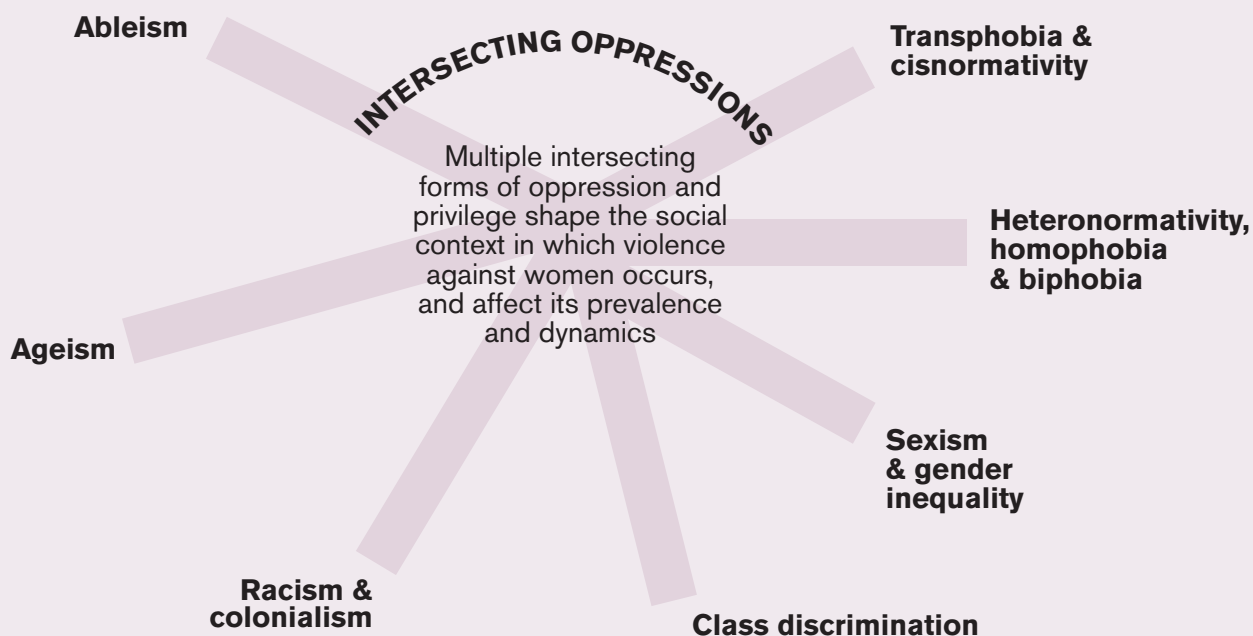 INTERSECTING OPPRESSIONS
Multiple intersecting
forms of oppression and
privilege shape the social
context in which violence
against women occurs,
and affect its prevalence
and dynamics
Ableism
Transphobia &
cisnormativity
Heteronormativity,
homophobia
& biphobia
Sexism
& gender
inequality
Class discrimination
Racism &
colonialism
Ageism